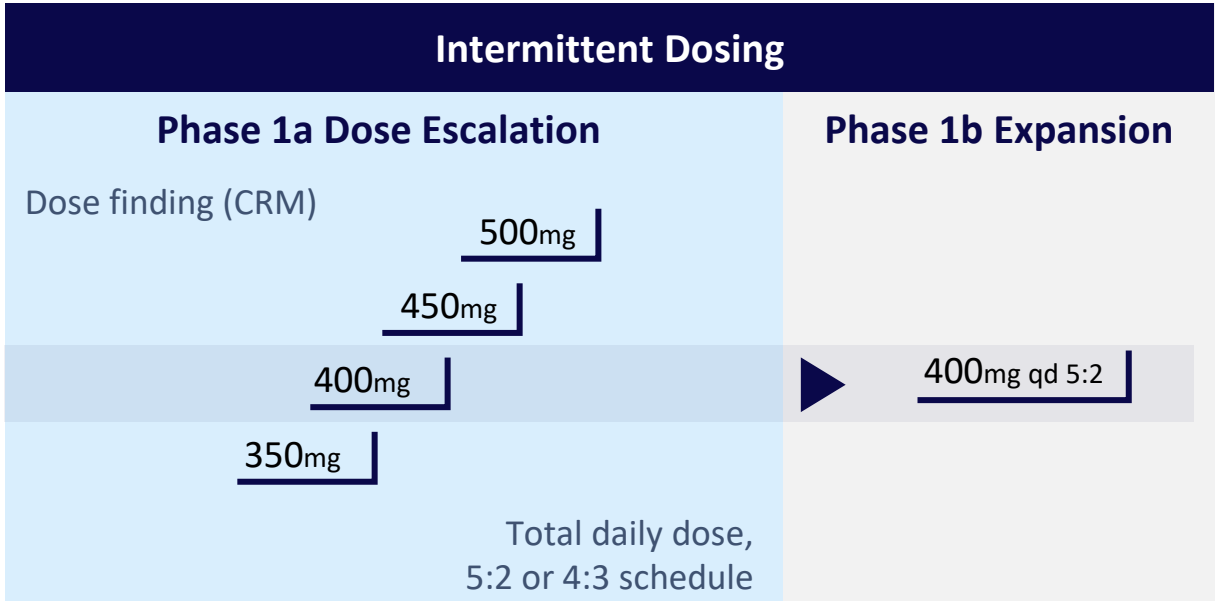 Intermittent Dosing
Phase 1a Dose Escalation
Phase 1b Expansion
Dose finding (CRM)
500mg
450mg
400mg
400mg qd 5:2
350mg
Total daily dose,
5:2 or 4:3 schedule